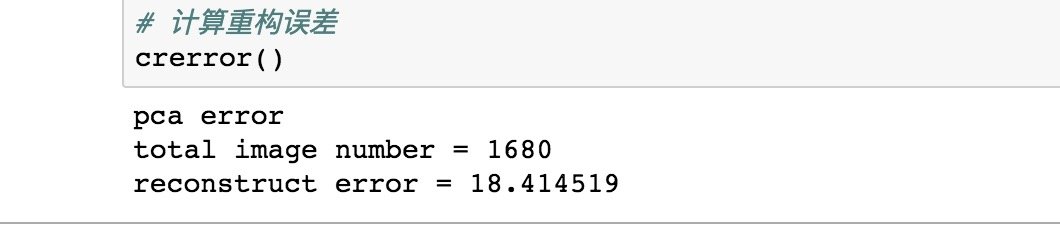 # 计算重构误差
crerror()
pca error
total image number = 1680
reconstruct error = 18.414519